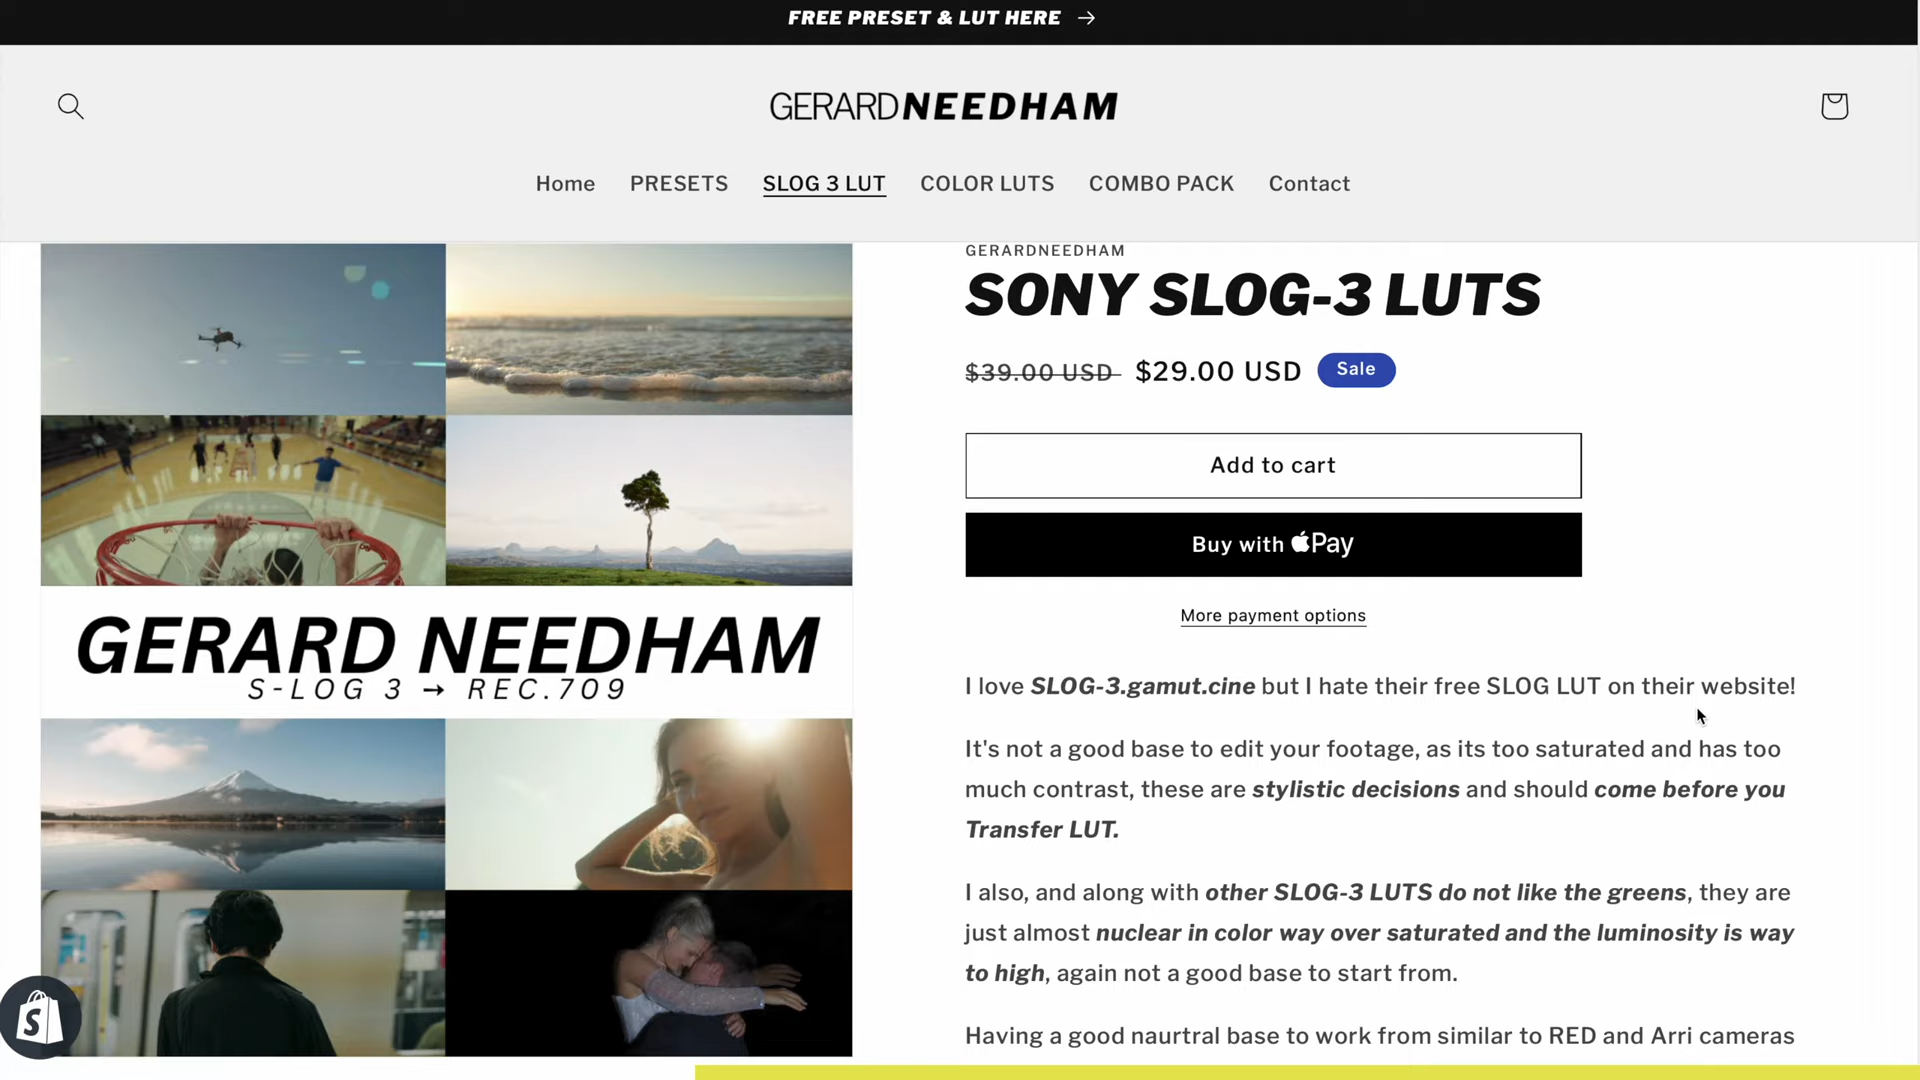 FREE PRESET & LUT HERE →
GERARDNEEDHAM
Home PRESETS SLOG 3 LUT COLOR LUTS COMBO PACK Contact
GERARD NEEDHAM
S-LOG 3 → REC.709
GERARDNEEDHAM
SONY SLOG-3 LUTS
$39.00 USD $29.00 USD Sale
Add to cart
Buy with Pay
More payment options
I love SLOG-3.gamut.cine but I hate their free SLOG LUT on their website!
It's not a good base to edit your footage, as its too saturated and has too
much contrast, these are stylistic decisions and should come before you
Transfer LUT.
I also, and along with other SLOG-3 LUTS do not like the greens, they are
just almost nuclear in color way over saturated and the luminosity is way
to high, again not a good base to start from.
Having a good naurtral base to work from similar to RED and Arri cameras